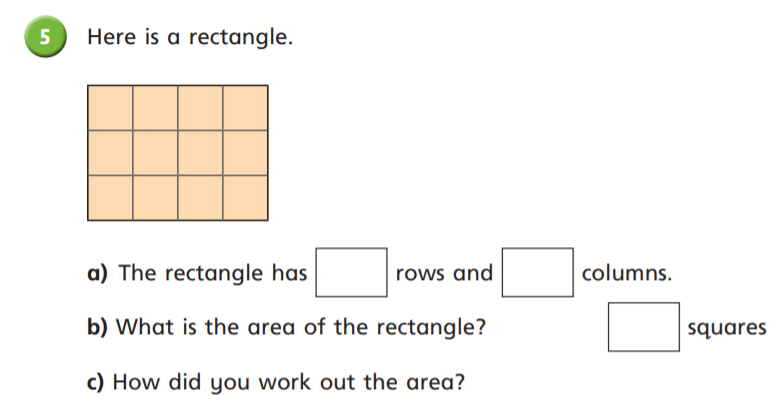 5 Here is a rectangle.
a) The rectangle has rows and columns.
b) What is the area of the rectangle? squares
c) How did you work out the area?